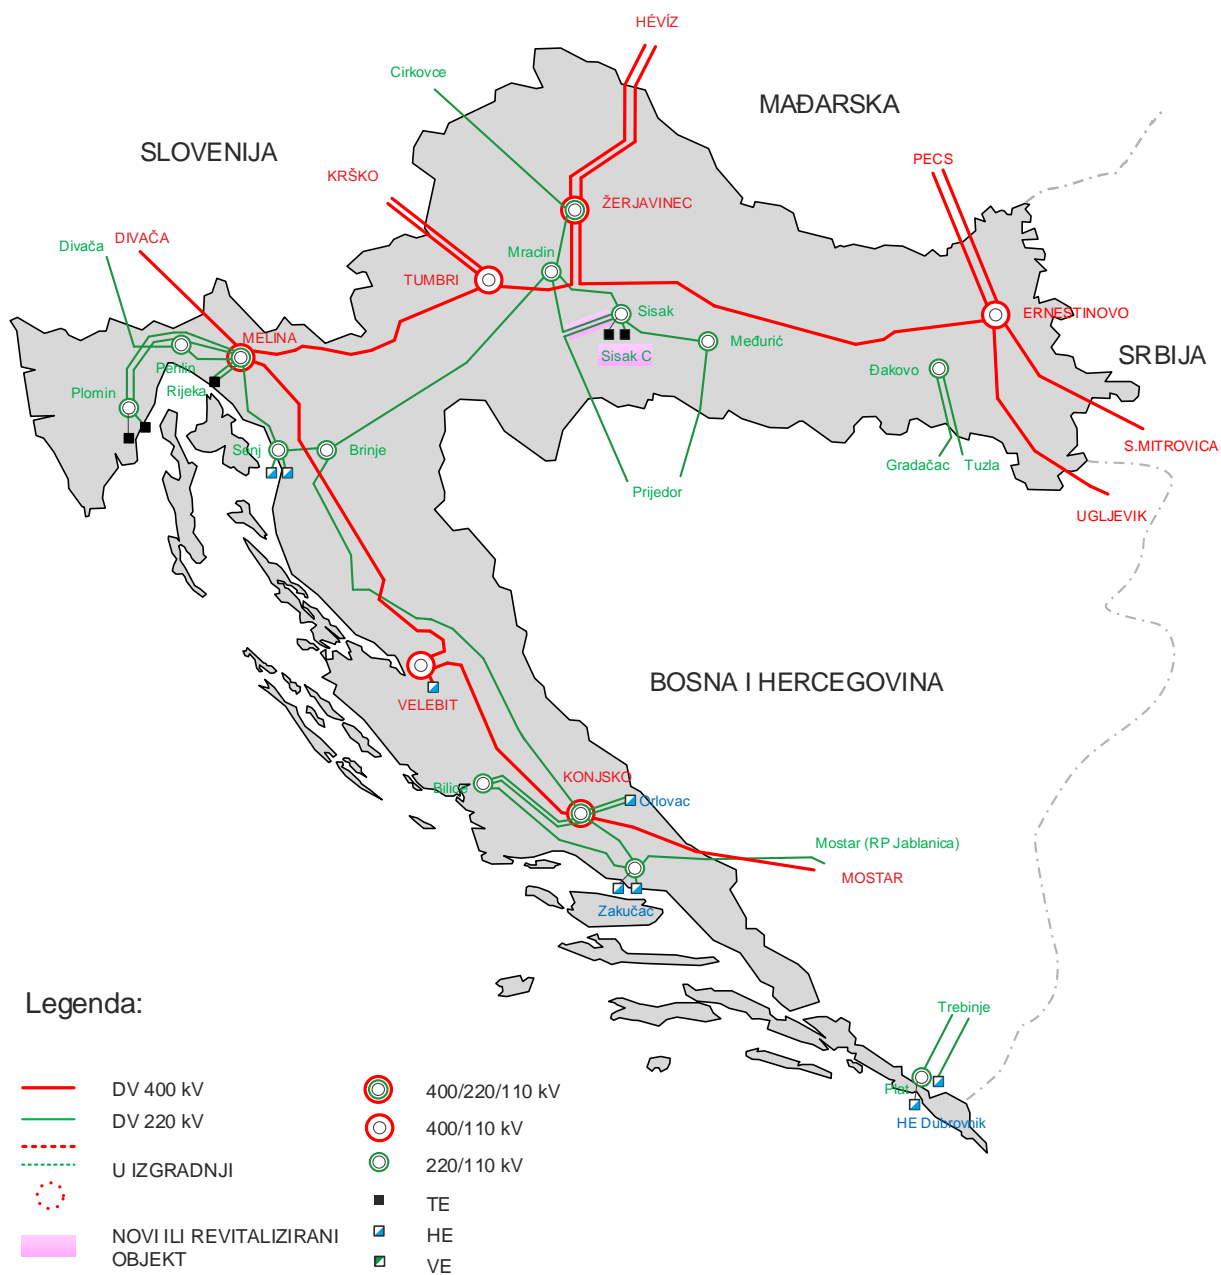 HÉVÍZ
Cirkovce
MAĐARSKA
SLOVENIJA
PECS
KRŠKO
ŽERJAVINEC
DIVAČA
Divača
Mraclin
TUMBRI
Sisak
ERNESTINOVO
MELINA
Međurić
SRBIJA
Sisak C
Pehlin
Đakovo
Rijeka
Plomin
S.MITROVICA
Senj
Brinje
Gradačac
Tuzla
Prijedor
UGLJEVIK
BOSNA I HERCEGOVINA
VELEBIT
KONJSKO
Bilice
Orlovac
Mostar (RP Jablanica)
MOSTAR
Zakučac
Trebinje
Plat
HE Dubrovnik
Legenda:
DV 400 kV
DV 220 kV
U IZGRADNJI
NOVI ILI REVITALIZIRANI
OBJEKT
400/220/110 kV
400/110 kV
220/110 kV
TE
HE
VE